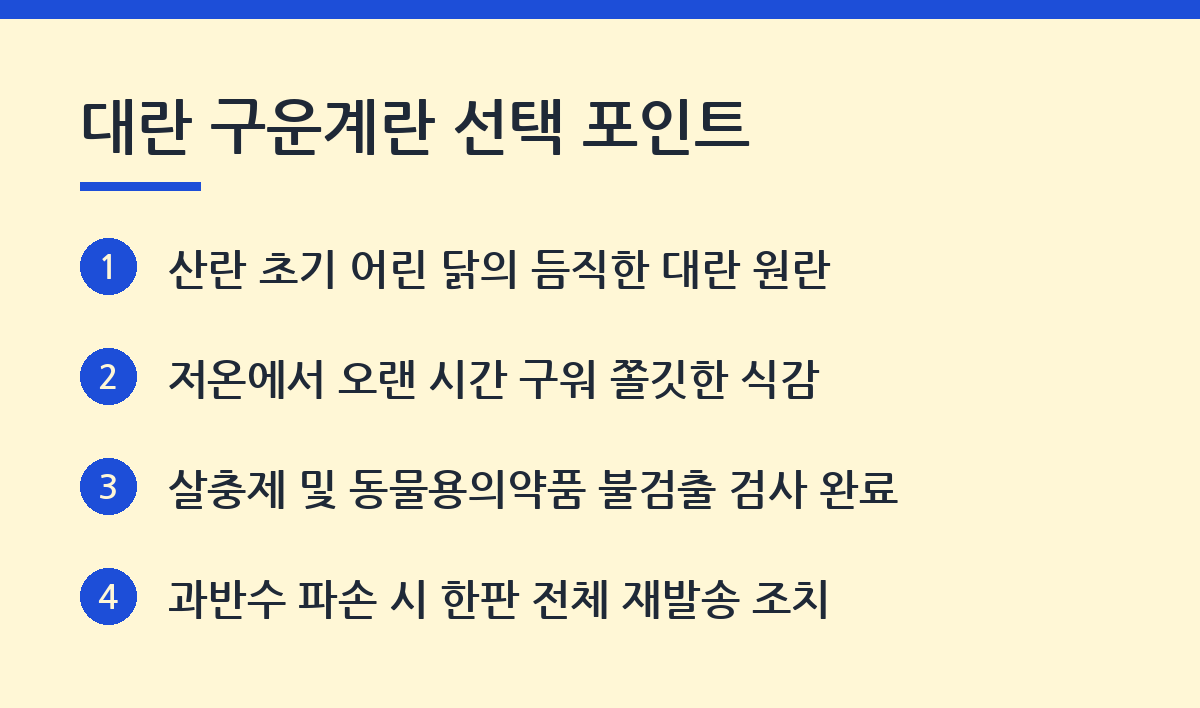 대란 구운계란 선택 포인트
1 산란 초기 어린 닭의 듬직한 대란 원란
2 저온에서 오랜 시간 구워 쫄깃한 식감
3 살충제 및 동물용의약품 불검출 검사 완료
4 과반수 파손 시 한판 전체 재발송 조치